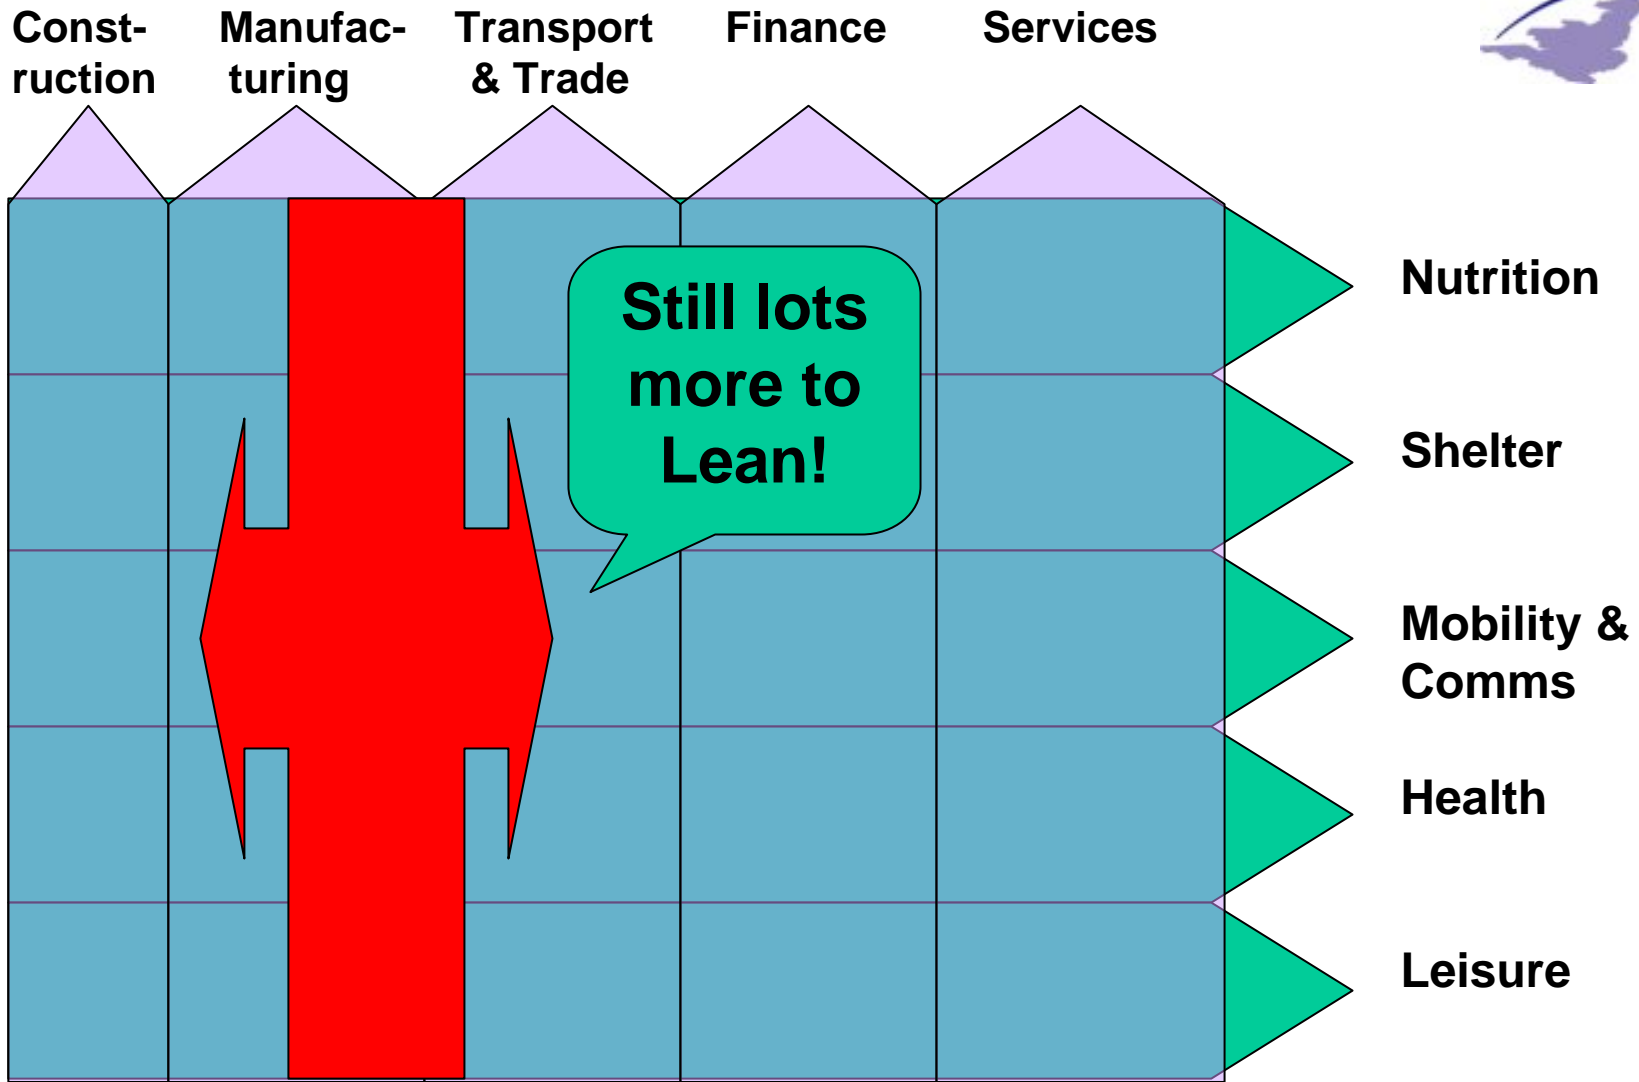 Const- Manufac- Transport Finance Services
ruction turing & Trade
Still lots
more to
Lean!
Nutrition
Shelter
Mobility &
Comms
Health
Leisure